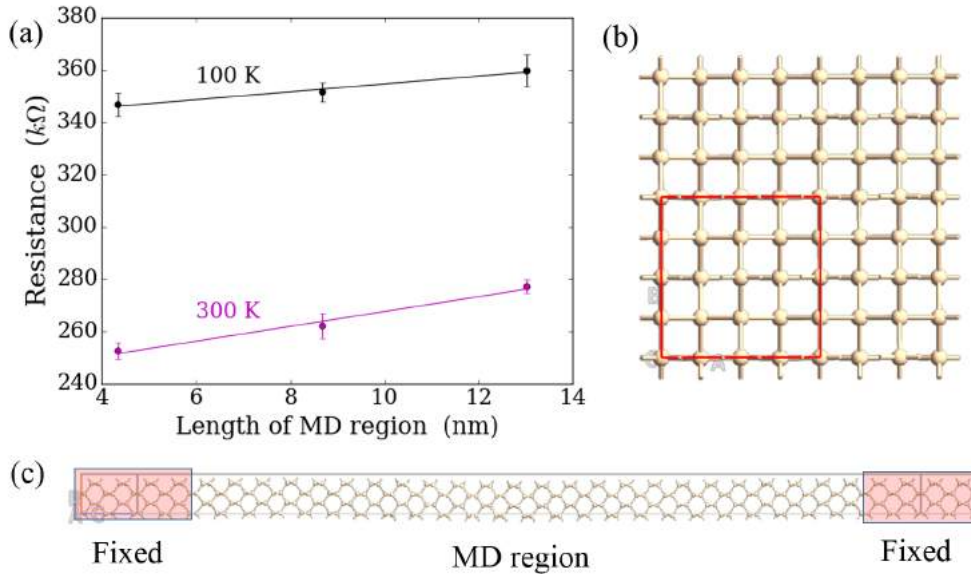 (a)
380
360
340
320
300
280
260
240
Resistance (kΩ)
100 K
300 K
4
6
8
10
12
14
Length of MD region (nm)
(b)
B
A
(c)
Fixed
MD region
Fixed